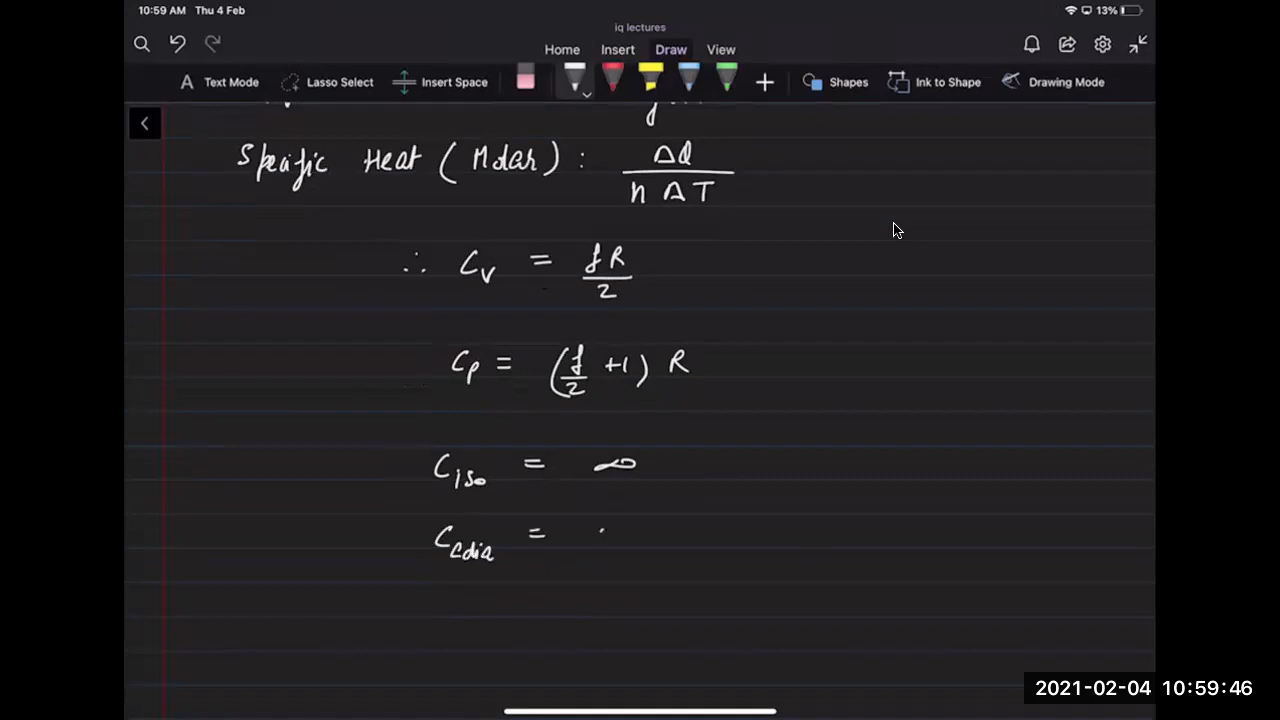 10:59 AM Thu 4 Feb
13%
iq lectures
Home Insert Draw View
Text Mode Lasso Select Insert Space Shapes Ink to Shape Drawing Mode
Specific Heat (Molar) : ΔQ / n ΔT
∴ Cv = fR / 2
Cp = (f/2 +1) R
Ciso = ∞
Cadia =
2021-02-04 10:59:46